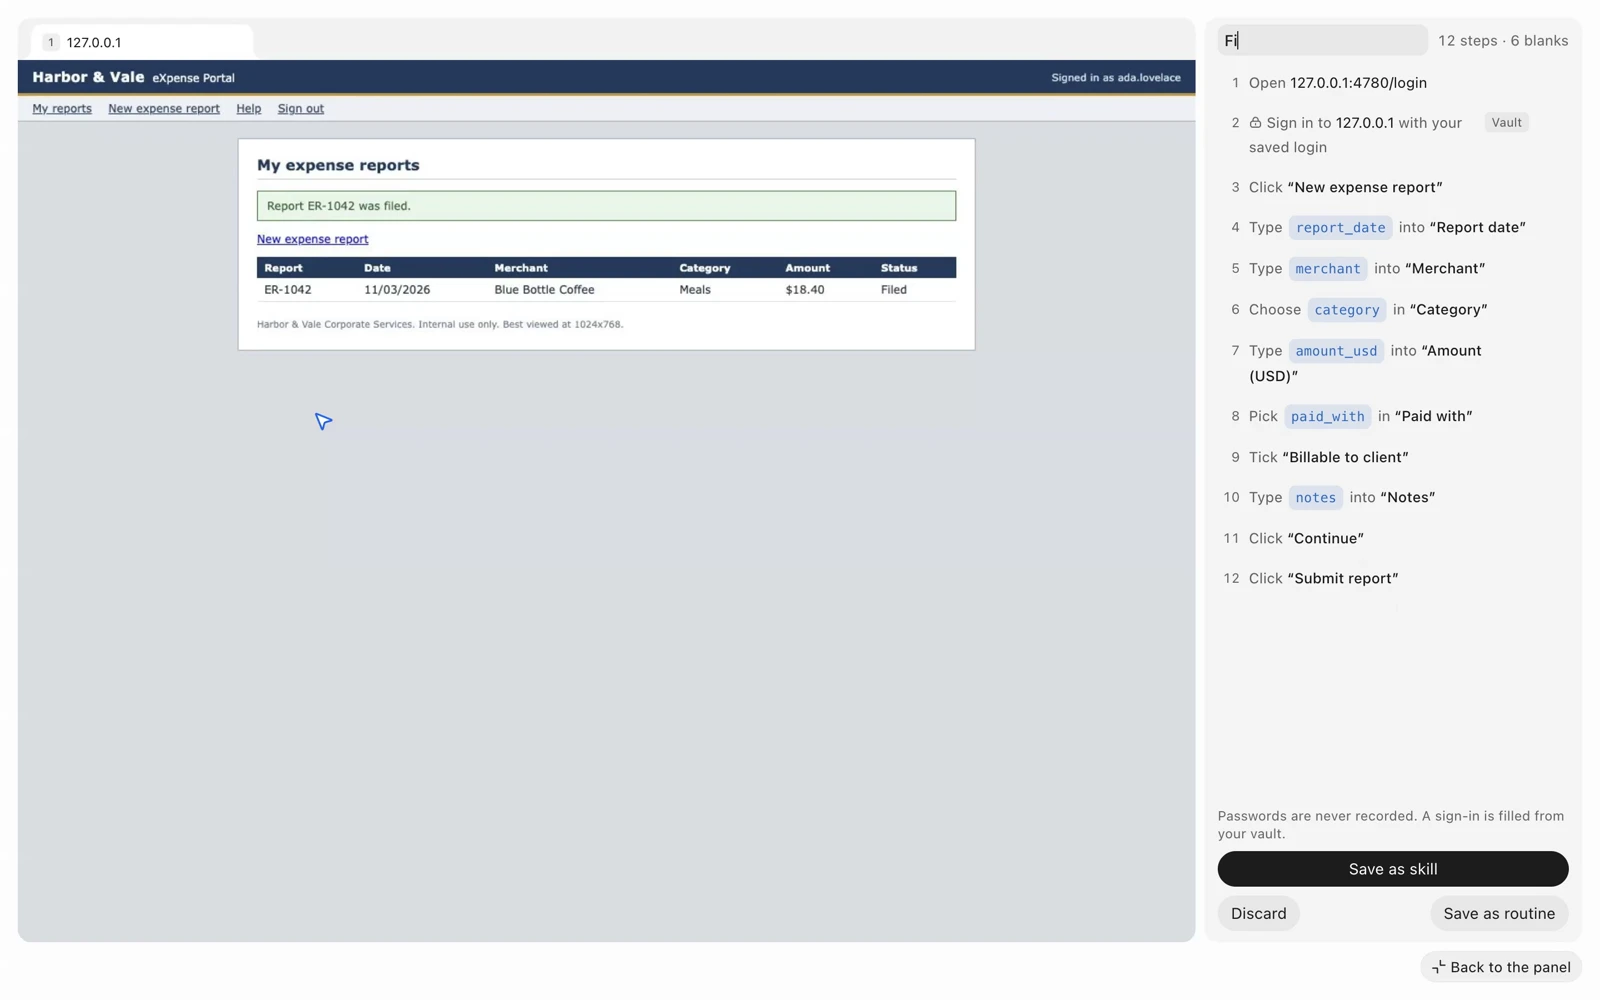 1 127.0.0.1
Harbor & Vale eXpense Portal
Signed in as ada.lovelace
My reports New expense report Help Sign out
My expense reports
Report ER-1042 was filed.
New expense report
Report Date Merchant Category Amount Status
ER-1042 11/03/2026 Blue Bottle Coffee Meals $18.40 Filed
Harbor & Vale Corporate Services. Internal use only. Best viewed at 1024x768.
Fi
12 steps · 6 blanks
1 Open 127.0.0.1:4780/login
2 Sign in to 127.0.0.1 with your Vault
saved login
3 Click “New expense report”
4 Type report_date into “Report date”
5 Type merchant into “Merchant”
6 Choose category in “Category”
7 Type amount_usd into “Amount
(USD)”
8 Pick paid_with in “Paid with”
9 Tick “Billable to client”
10 Type notes into “Notes”
11 Click “Continue”
12 Click “Submit report”
Passwords are never recorded. A sign-in is filled from
your vault.
Save as skill
Discard
Save as routine
Back to the panel